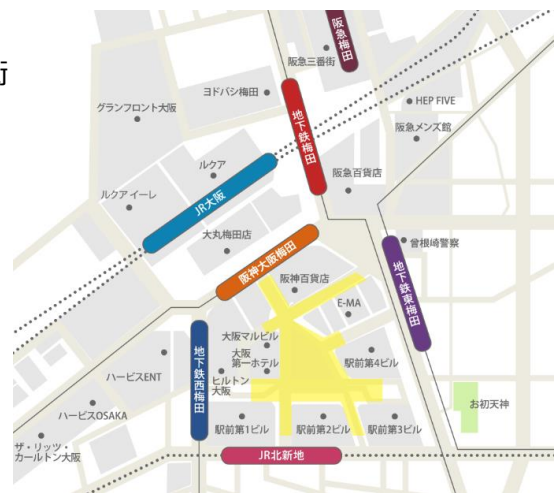 街
阪急梅田
阪急三番街
ヨドバシ梅田
グランフロント大阪
地下鉄梅田
HEP FIVE
阪急メンズ館
ルクア
阪急百貨店
ルクア イーレ
JR大阪
大丸梅田店
曾根崎警察
阪神大阪梅田
地下鉄東梅田
阪神百貨店
E-MA
地下鉄西梅田
大阪マルビル
大阪
第一ホテル
駅前第4ビル
ハービスENT
ヒルトン
大阪
ハービスOSAKA
お初天神
駅前第1ビル
駅前第2ビル
駅前第3ビル
ザ・リッツ・
カールトン大阪
JR北新地